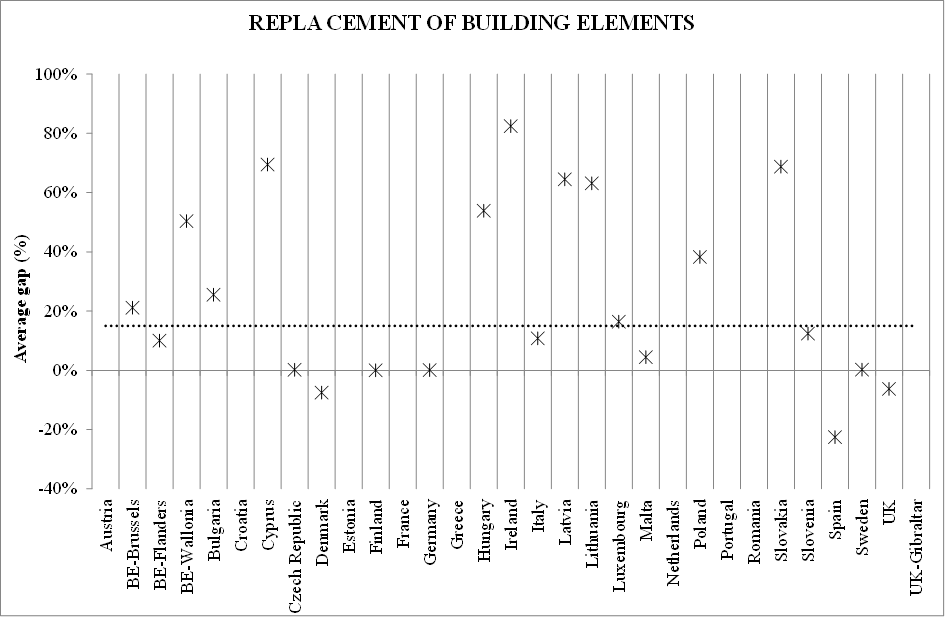 REPLA CEMENT OF BUILDING ELEMENTS
100%
80%
60%
40%
20%
0%
-20%
-40%
Average gap (%)
Austria
BE-Brussels
BE-Flanders
BE-Wallonia
Bulgaria
Croatia
Cyprus
Czech Republic
Denmark
Estonia
Finland
France
Germany
Greece
Hungary
Ireland
Italy
Latvia
Lithuania
Luxembourg
Malta
Netherlands
Poland
Portugal
Romania
Slovakia
Slovenia
Spain
Sweden
UK
UK-Gibraltar